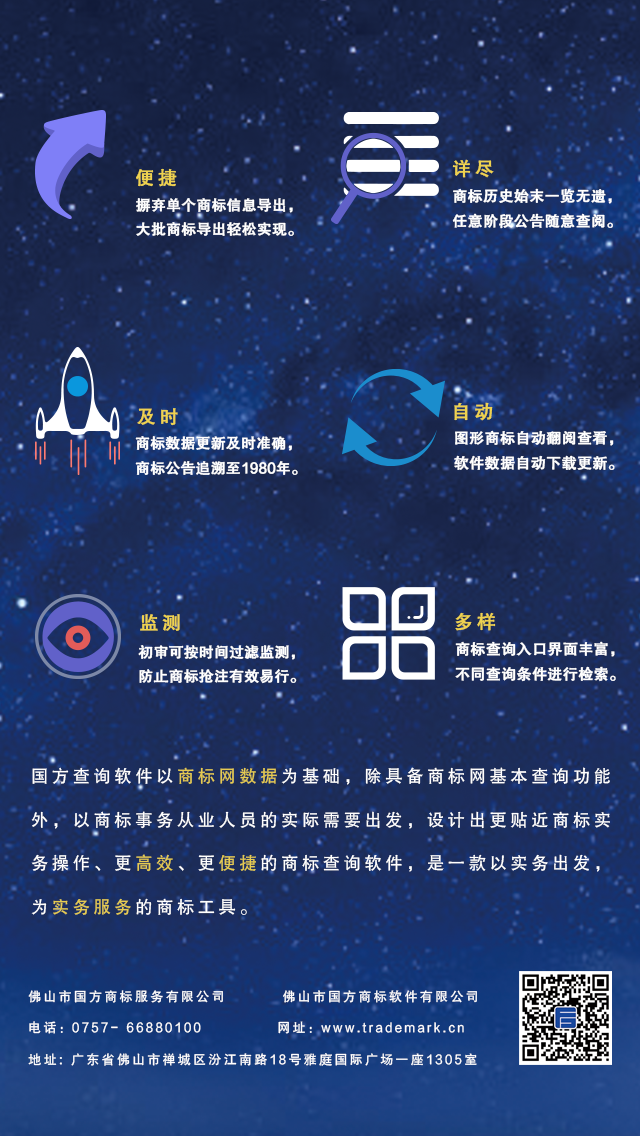 便捷
摒弃单个商标信息导出，
大批商标导出轻松实现。
详尽
商标历史始末一览无遗，
任意阶段公告随意查阅。
及时
商标数据更新及时准确，
商标公告追溯至1980年。
自动
图形商标自动翻阅查看，
软件数据自动下载更新。
监测
初审可按时间过滤监测，
防止商标抢注有效易行。
多样
商标查询入口界面丰富，
不同查询条件进行检索。
国方查询软件以商标网数据为基础，除具备商标网基本查询功能
外，以商标事务从业人员的实际需要出发，设计出更贴近商标实
务操作、更高效、更便捷的商标查询软件，是一款以实务出发，
为实务服务的商标工具。
佛山市国方商标服务有限公司 佛山市国方商标软件有限公司
电话：0757- 66880100 网址：www.trademark.cn
地址：广东省佛山市禅城区汾江南路18号雅庭国际广场一座1305室